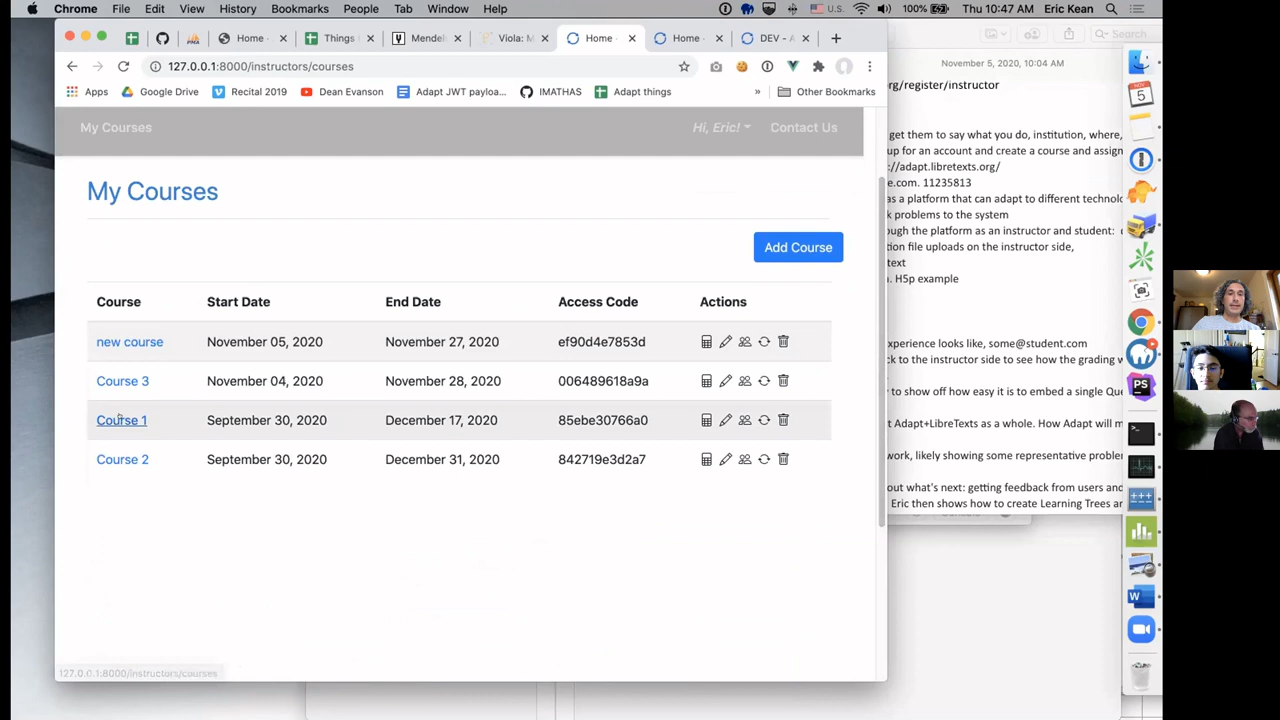 Chrome File Edit View History Bookmarks People Tab Window Help U.S. 100% Thu 10:47 AM Eric Kean
Home - Things I Mendel Viola: M Home - Home - DEV - A
127.0.0.1:8000/instructors/courses
Apps Google Drive Recital 2019 Dean Evanson Adapt JWT payloa... IMATHAS Adapt things » Other Bookmarks
My Courses Hi, Eric! Contact Us
My Courses
Add Course
Course Start Date End Date Access Code Actions
new course November 05, 2020 November 27, 2020 ef90d4e7853d
Course 3 November 04, 2020 November 28, 2020 006489618a9a
Course 1 September 30, 2020 December 17, 2020 85ebe30766a0
Course 2 September 30, 2020 December 31, 2020 842719e3d2a7
127.0.0.1:8000/instructors/courses
Search
November 5, 2020, 10:04 AM
org/register/instructor
get them to say what you do, institution, where,
up for an account and create a course and assign
://adapt.libretexts.org/
e.com. 11235813
as a platform that can adapt to different technolo
k problems to the system
ough the platform as an instructor and student:
ion file uploads on the instructor side,
text
. H5p example
xperience looks like, some@student.com
ck to the instructor side to see how the grading w
to show off how easy it is to embed a single Que
t Adapt+LibreTexts as a whole. How Adapt will m
work, likely showing some representative probler
out what's next: getting feedback from users and
Eric then shows how to create Learning Trees ar
NOV
5
PS
W